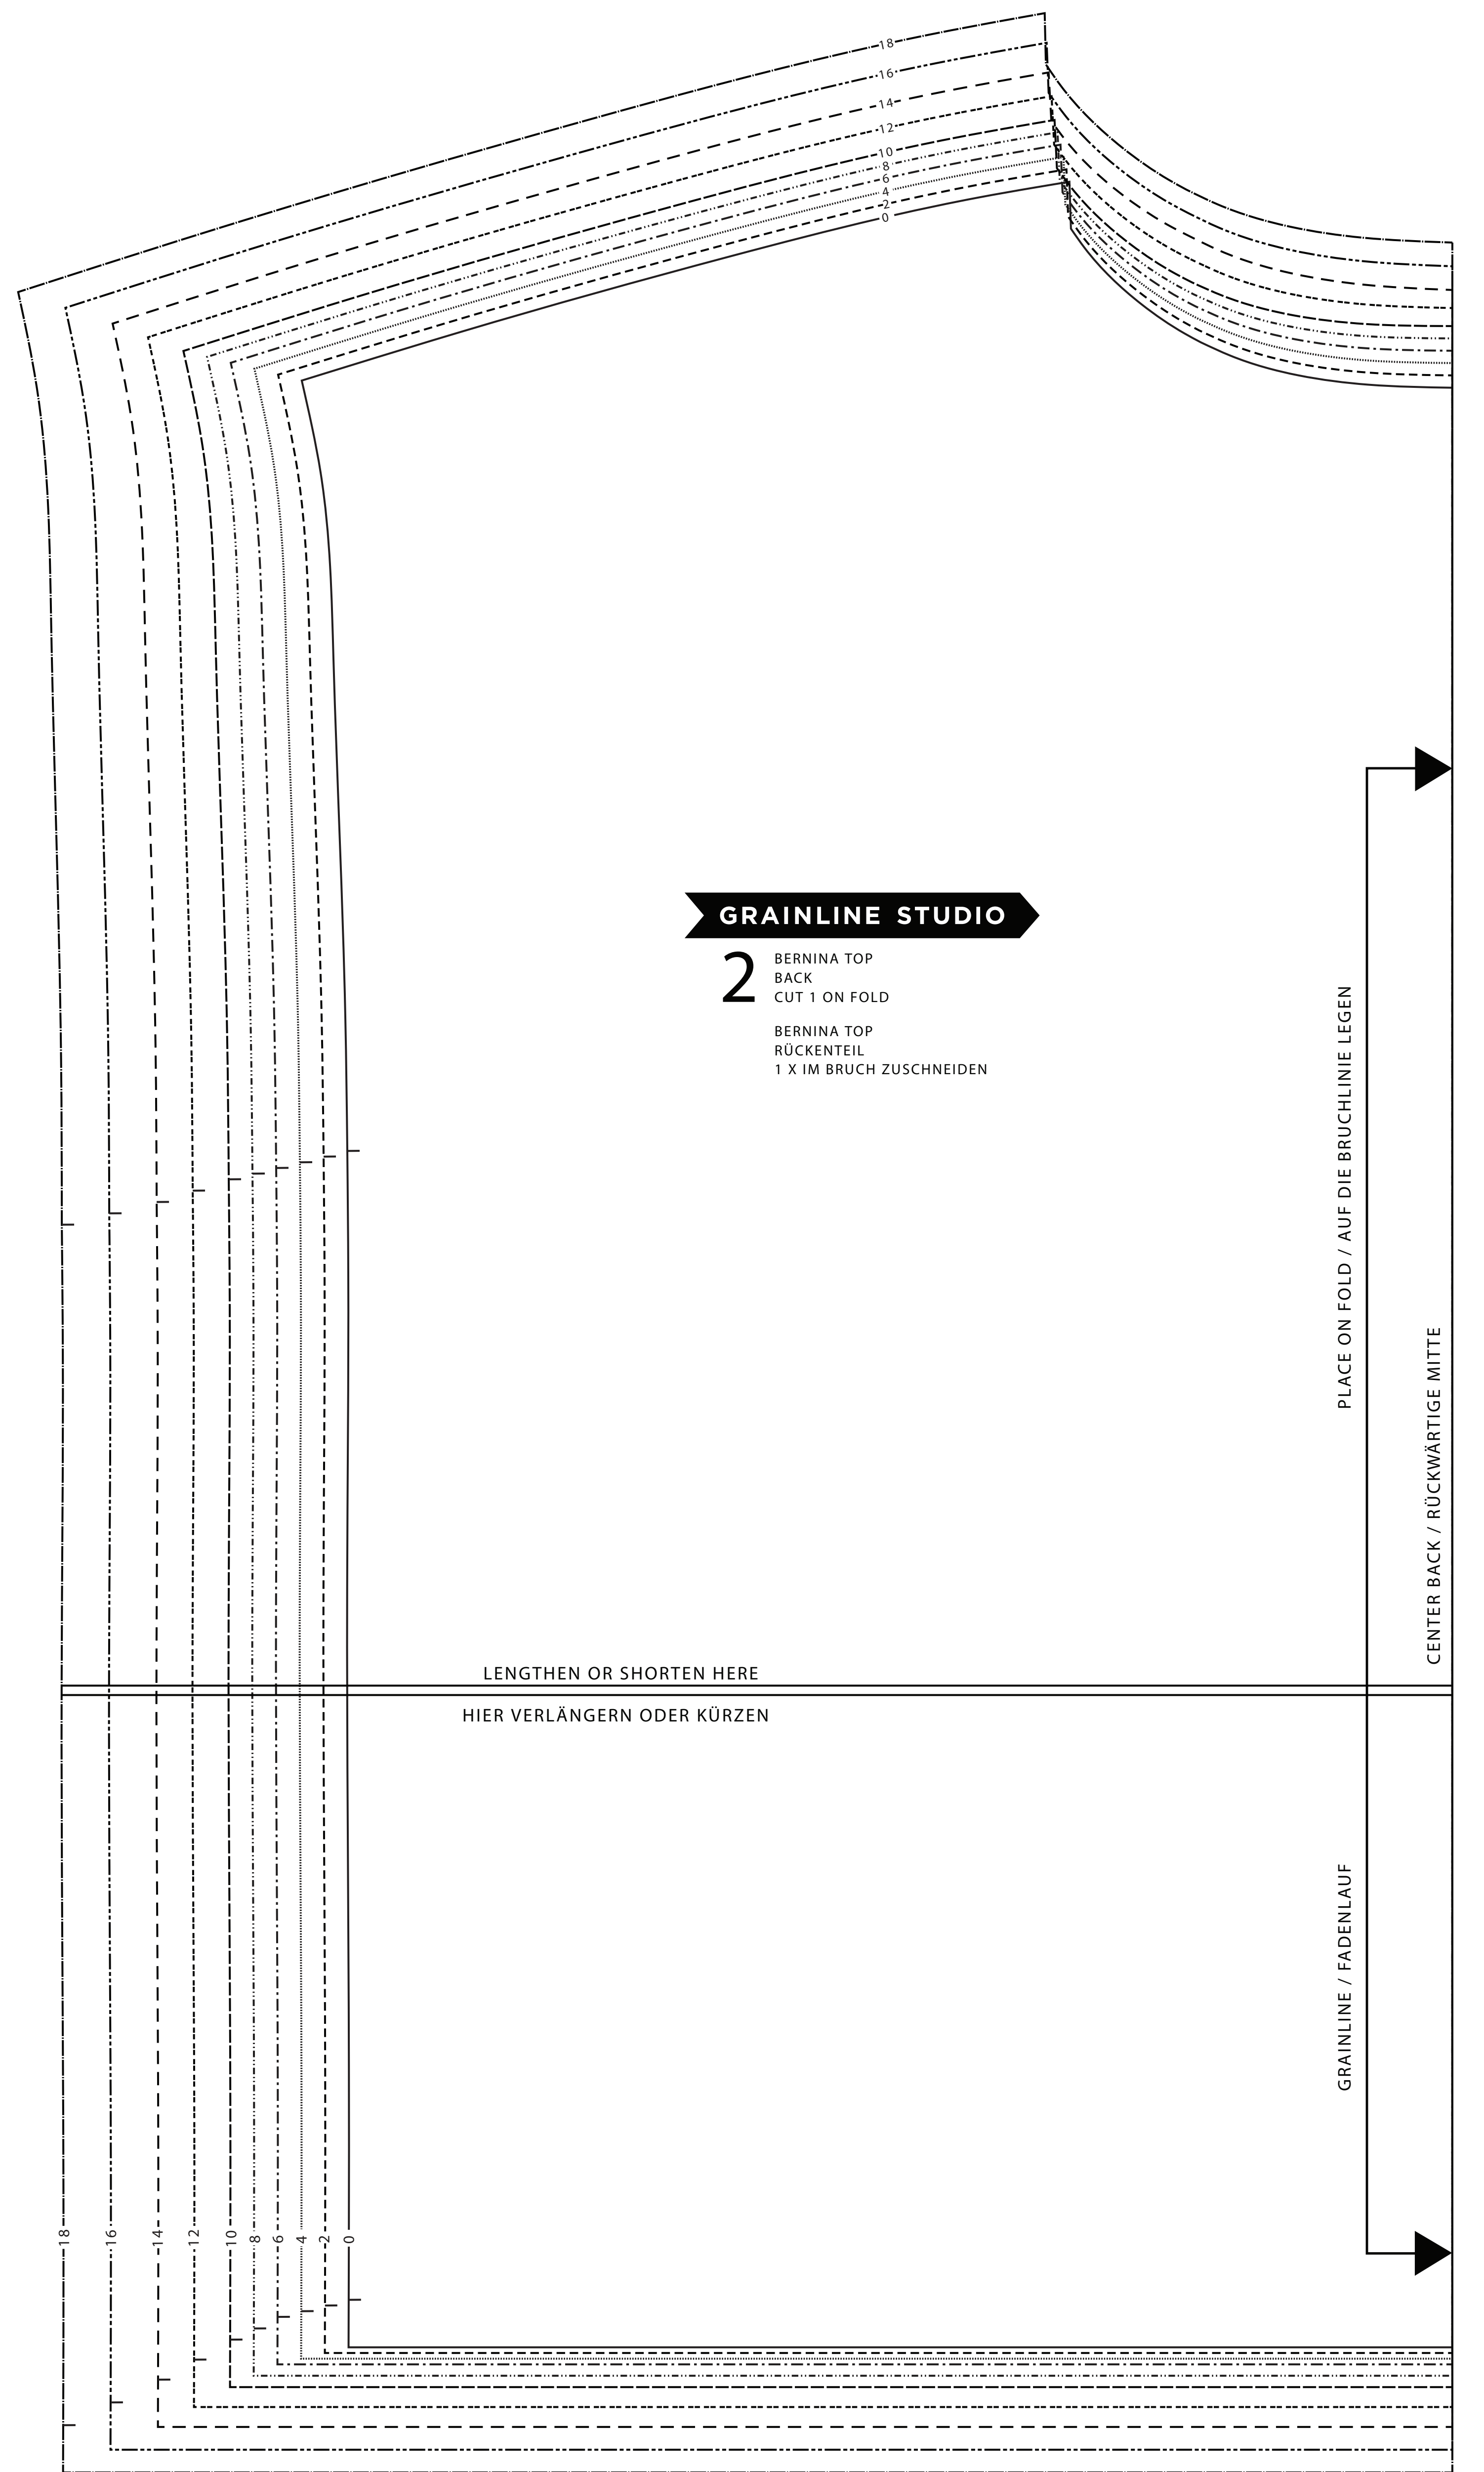 18
16
14
12
10
8
6
4
2
0
GRAINLINE STUDIO
2
BERNINA TOP
BACK
CUT 1 ON FOLD
BERNINA TOP
RÜCKENTEIL
1 X IM BRUCH ZUSCHNEIDEN
PLACE ON FOLD / AUF DIE BRUCHLINIE LEGEN
CENTER BACK / RÜCKWÄRTIGE MITTE
LENGTHEN OR SHORTEN HERE
HIER VERLÄNGERN ODER KÜRZEN
GRAINLINE / FADENLAUF
18
16
14
12
10
8
6
4
2
0